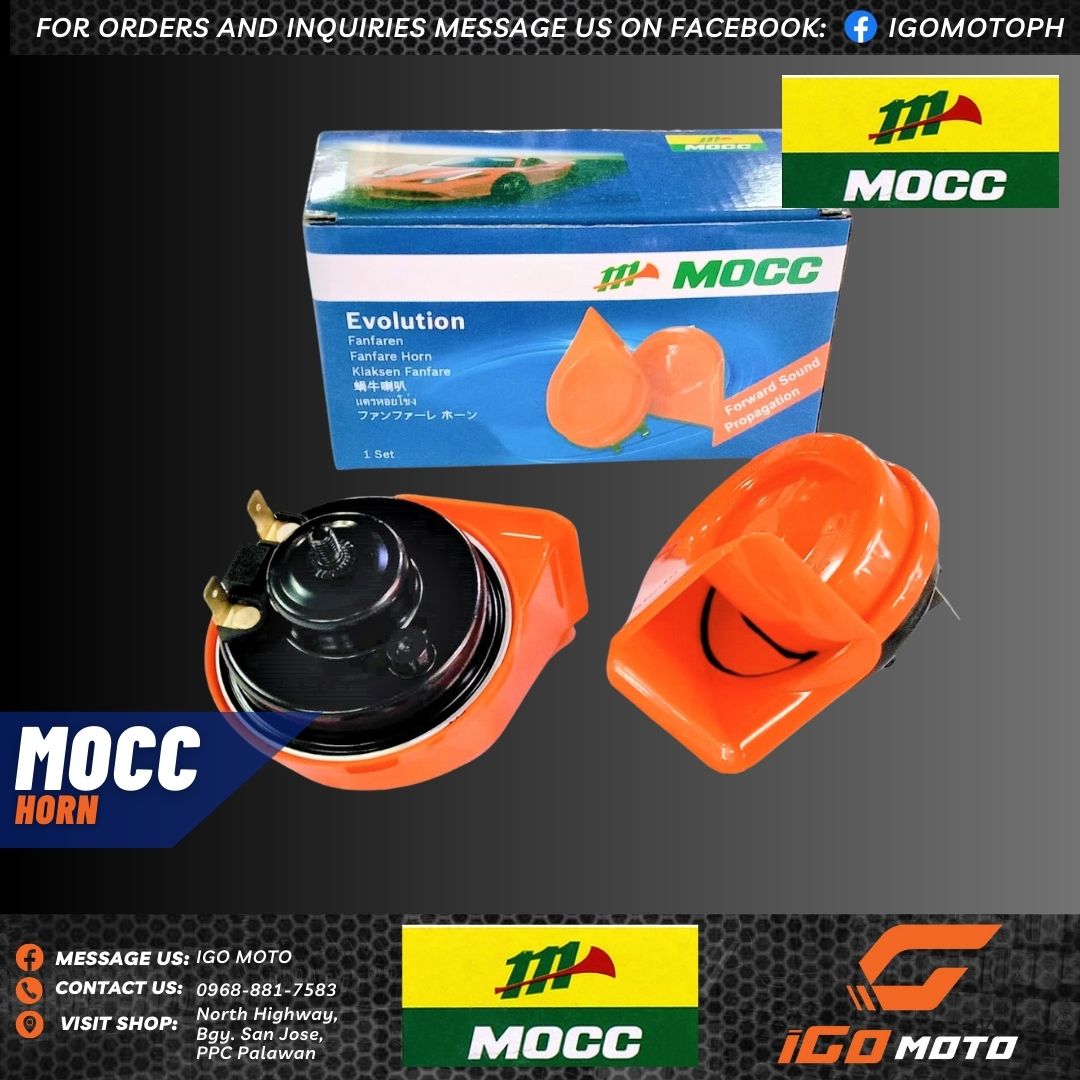 FOR ORDERS AND INQUIRIES MESSAGE US ON FACEBOOK: IGOMOTOPH
MOCC
MOCC
MOCC
Evolution
Fanfaren
Fanfare Horn
Klaksen Fanfare
蝸牛喇叭
แตรหอยโข่ง
ファンファーレ ホーン
1 Set
Forward Sound
Propagation
MOCC
HORN
MESSAGE US: IGO MOTO
CONTACT US: 0968-881-7583
VISIT SHOP: North Highway,
Bgy. San Jose,
PPC Palawan
MOCC
iGO MOTO